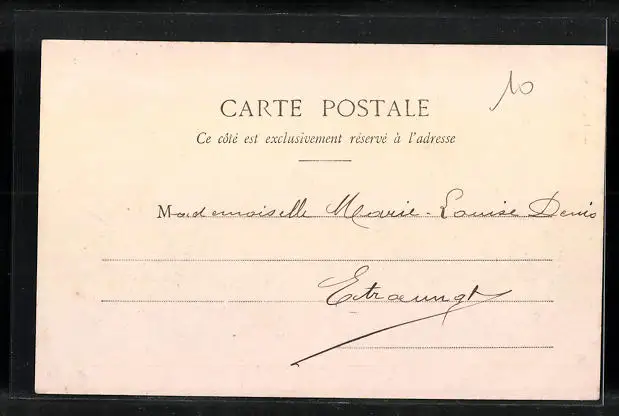 10
CARTE POSTALE
Ce côté est exclusivement réservé à l'adresse
Mademoiselle Marie-Louise Denis
Etrœungt